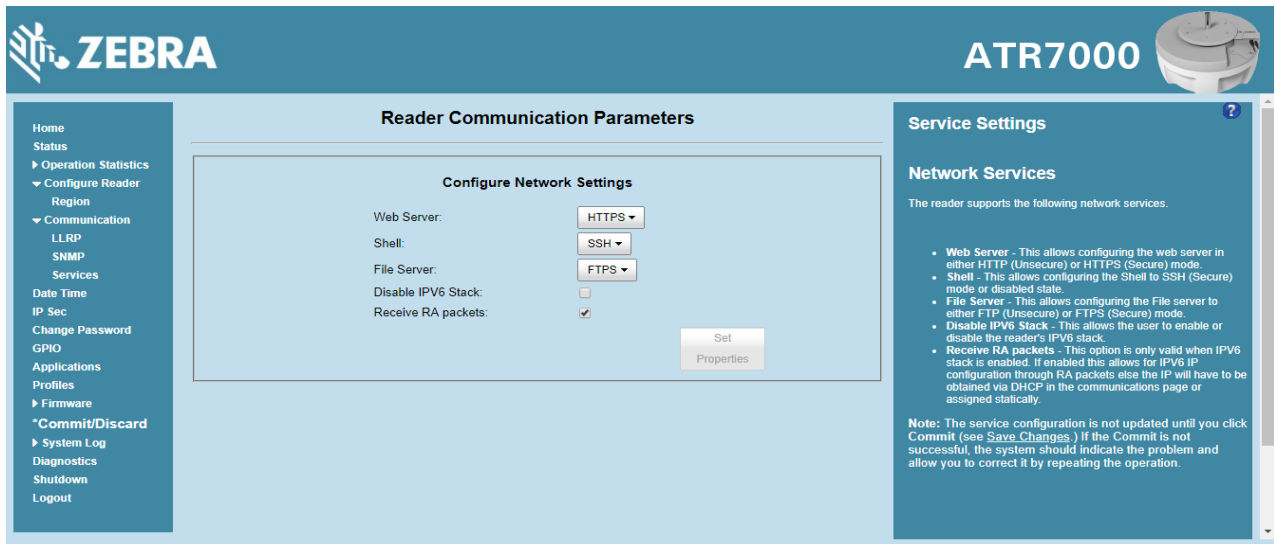 ZEBRA
ATR7000
Home
Status
Operation Statistics
Configure Reader
Region
Communication
LLRP
SNMP
Services
Date Time
IP Sec
Change Password
GPIO
Applications
Profiles
Firmware
*Commit/Discard
System Log
Diagnostics
Shutdown
Logout
Reader Communication Parameters
Configure Network Settings
Web Server: HTTPS
Shell: SSH
File Server: FTPS
Disable IPV6 Stack:
Receive RA packets:
Set
Properties
?
Service Settings
Network Services
The reader supports the following network services.
• Web Server - This allows configuring the web server in
either HTTP (Unsecure) or HTTPS (Secure) mode.
• Shell - This allows configuring the Shell to SSH (Secure)
mode or disabled state.
• File Server - This allows configuring the File server to
either FTP (Unsecure) or FTPS (Secure) mode.
• Disable IPV6 Stack - This allows the user to enable or
disable the reader's IPV6 stack.
• Receive RA packets - This option is only valid when IPV6
stack is enabled. If enabled this allows for IPV6 IP
configuration through RA packets else the IP will have to be
obtained via DHCP in the communications page or
assigned statically.
Note: The service configuration is not updated until you click
Commit (see Save Changes.) If the Commit is not
successful, the system should indicate the problem and
allow you to correct it by repeating the operation.